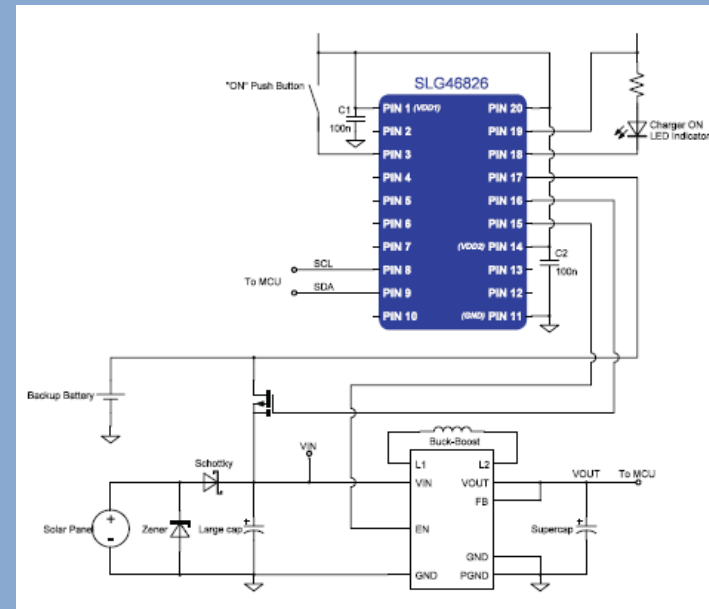 SLG46826
"ON" Push Button
C1
100n
PIN 1 (VDD1)
PIN 2
PIN 3
PIN 4
PIN 5
PIN 6
PIN 7
PIN 8
PIN 9
PIN 10
PIN 20
PIN 19
PIN 18
PIN 17
PIN 16
PIN 15
(VDD2) PIN 14
PIN 13
PIN 12
(GND) PIN 11
Charger ON
LED Indicator
C2
100n
To MCU
SCL
SDA
Backup Battery
Buck-Boost
VIN
Schottky
Solar Panel
+
-
Zener
Large cap
+
L1
L2
VIN
VOUT
FB
EN
GND
GND
PGND
VOUT
To MCU
+
Supercap